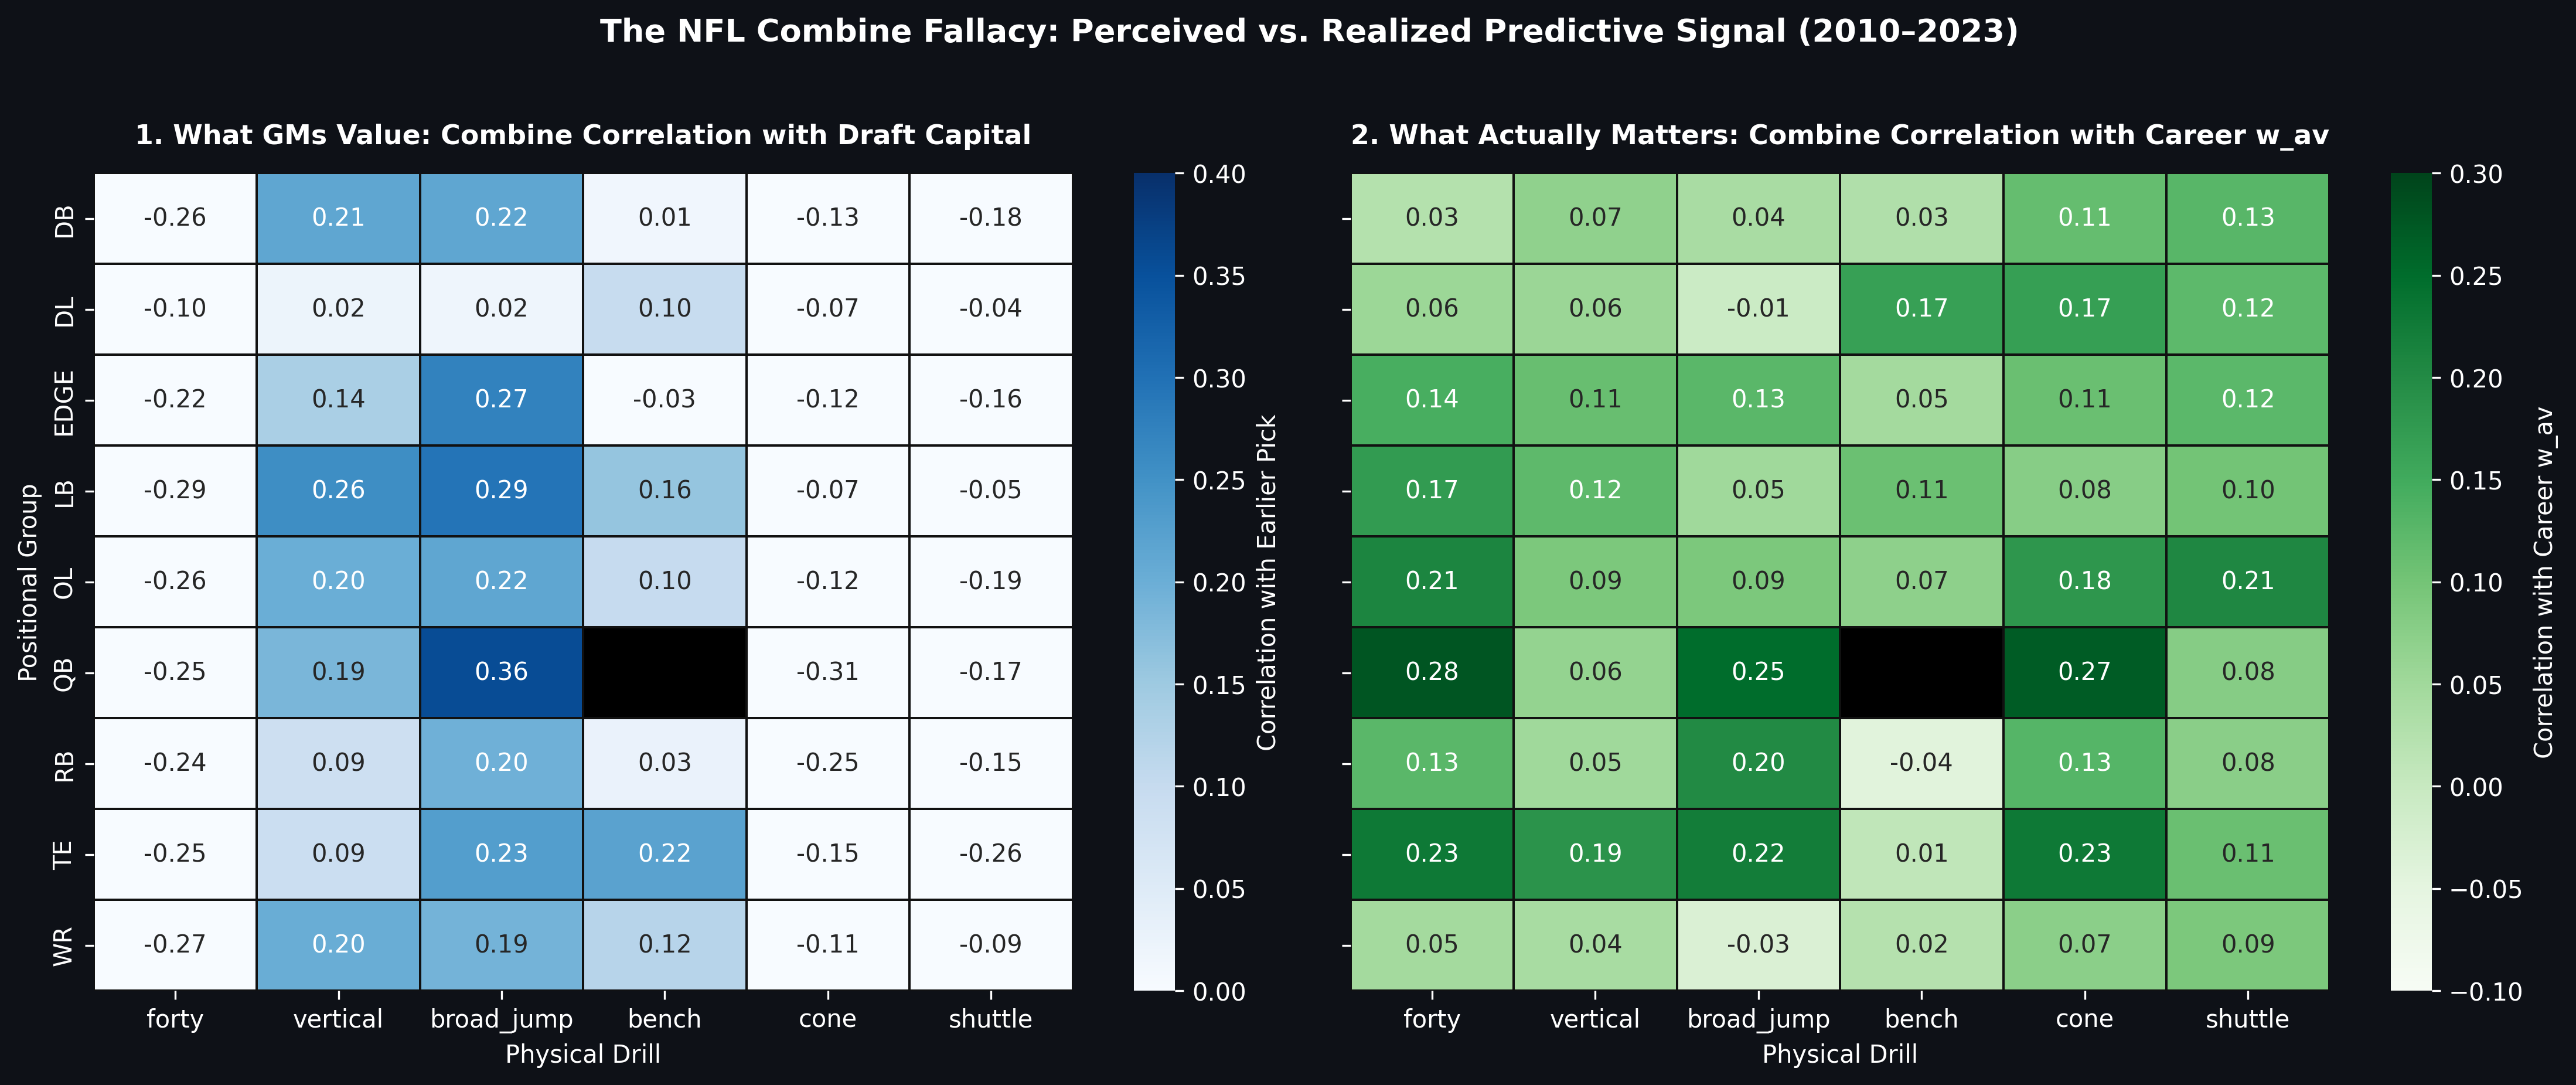 The NFL Combine Fallacy: Perceived vs. Realized Predictive Signal (2010–2023)
1. What GMs Value: Combine Correlation with Draft Capital
Positional Group
DB -0.26 0.21 0.22 0.01 -0.13 -0.18
DL -0.10 0.02 0.02 0.10 -0.07 -0.04
EDGE -0.22 0.14 0.27 -0.03 -0.12 -0.16
LB -0.29 0.26 0.29 0.16 -0.07 -0.05
OL -0.26 0.20 0.22 0.10 -0.12 -0.19
QB -0.25 0.19 0.36 -0.31 -0.17
RB -0.24 0.09 0.20 0.03 -0.25 -0.15
TE -0.25 0.09 0.23 0.22 -0.15 -0.26
WR -0.27 0.20 0.19 0.12 -0.11 -0.09
forty vertical broad_jump bench cone shuttle
Physical Drill
0.40
0.35
0.30
0.25
0.20
0.15
0.10
0.05
0.00
Correlation with Earlier Pick
2. What Actually Matters: Combine Correlation with Career w_av
0.03 0.07 0.04 0.03 0.11 0.13
0.06 0.06 -0.01 0.17 0.17 0.12
0.14 0.11 0.13 0.05 0.11 0.12
0.17 0.12 0.05 0.11 0.08 0.10
0.21 0.09 0.09 0.07 0.18 0.21
0.28 0.06 0.25 0.27 0.08
0.13 0.05 0.20 -0.04 0.13 0.08
0.23 0.19 0.22 0.01 0.23 0.11
0.05 0.04 -0.03 0.02 0.07 0.09
forty vertical broad_jump bench cone shuttle
Physical Drill
0.30
0.25
0.20
0.15
0.10
0.05
0.00
−0.05
−0.10
Correlation with Career w_av